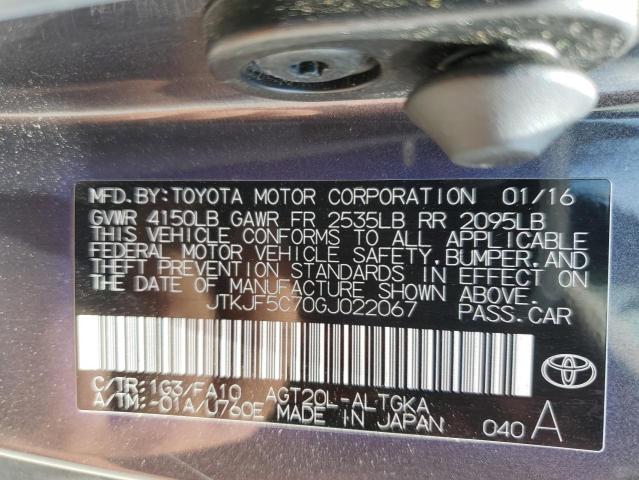 MFD.BY:TOYOTA MOTOR CORPORATION 01/16
GVWR 4150LB GAWR FR 2535LB RR 2095LB
THIS VEHICLE CONFORMS TO ALL APPLICABLE
FEDERAL MOTOR VEHICLE SAFETY,BUMPER,AND
THEFT PREVENTION STANDARDS IN EFFECT ON
THE DATE OF MANUFACTURE SHOWN ABOVE.
JTKJF5C70GJ022067 PASS.CAR
C/TR:1G3/FA10 AGT20L-ALTGKA
A/TM:-01A/U760E MADE IN JAPAN 040 A